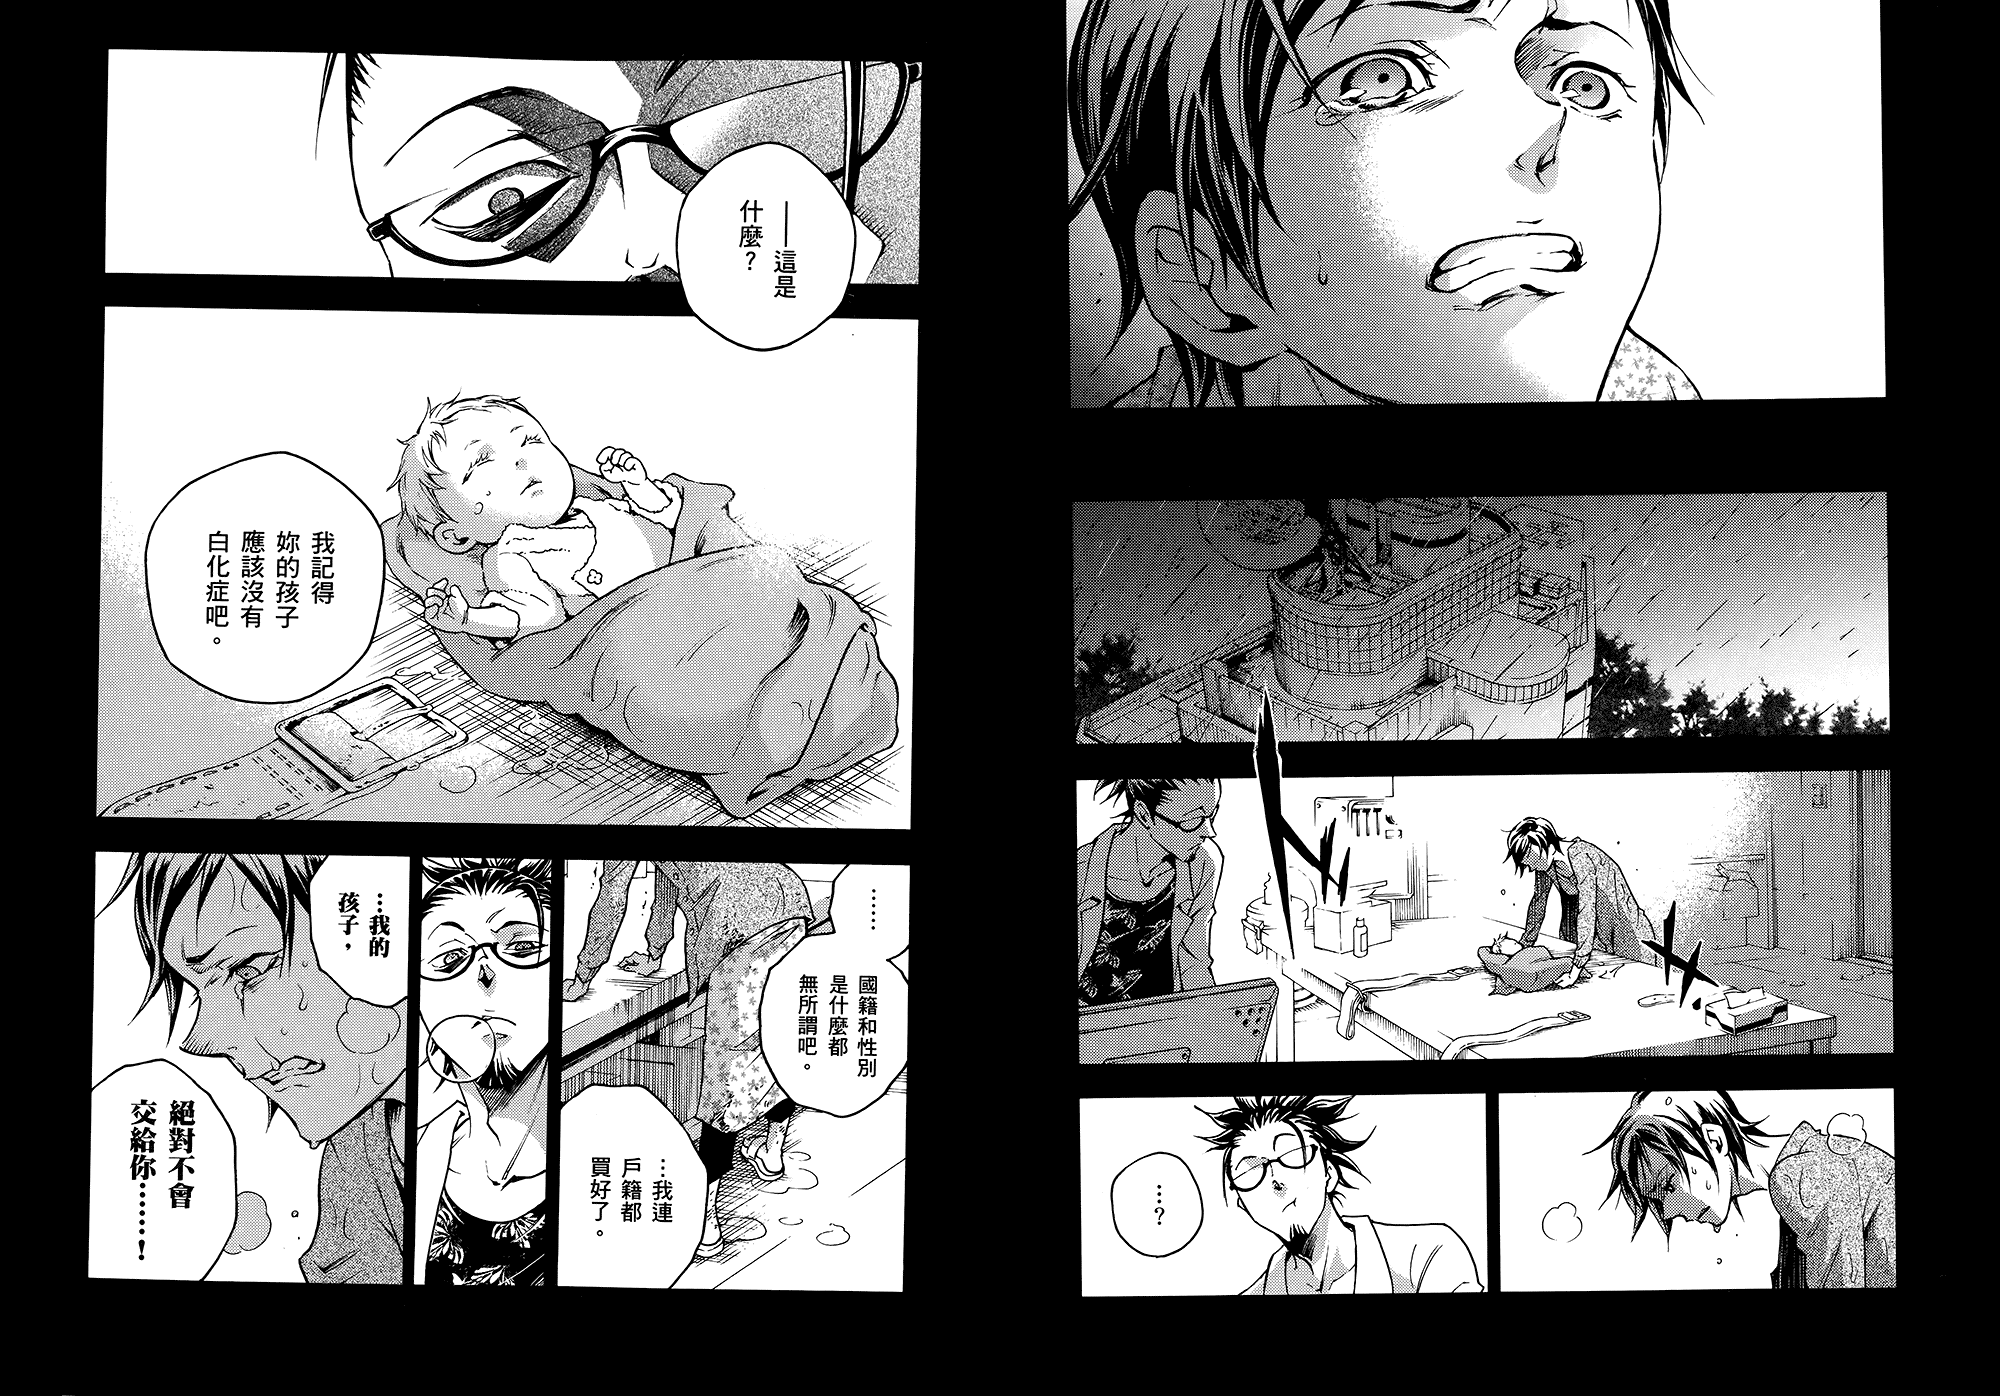 …?
——這是
什麼?
我記得
妳的孩子
應該沒有
白化症吧。
……
國籍和性別
是什麼都
無所謂吧。
…我連
戶籍都
買好了。
…我的
孩子，
絕對不會
交給你……!